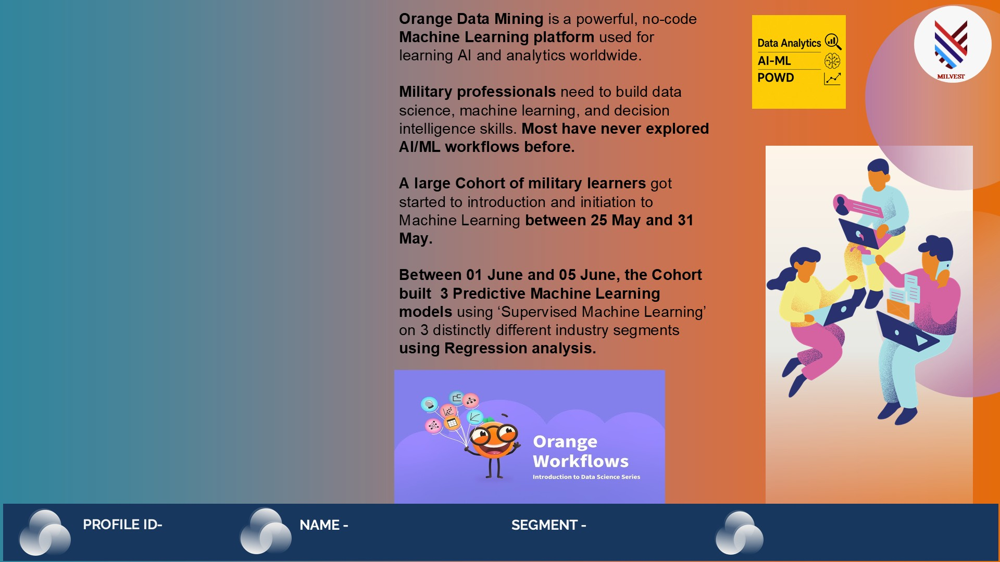 Orange Data Mining is a powerful, no-code
Machine Learning platform used for
learning AI and analytics worldwide.
Military professionals need to build data
science, machine learning, and decision
intelligence skills. Most have never explored
AI/ML workflows before.
A large Cohort of military learners got
started to introduction and initiation to
Machine Learning between 25 May and 31
May.
Between 01 June and 05 June, the Cohort
built  3 Predictive Machine Learning
models using ‘Supervised Machine Learning’
on 3 distinctly different industry segments
using Regression analysis.
Data Analytics
AI-ML
POWD
MILVEST
Orange
Workflows
Introduction to Data Science Series
PROFILE ID-
NAME -
SEGMENT -